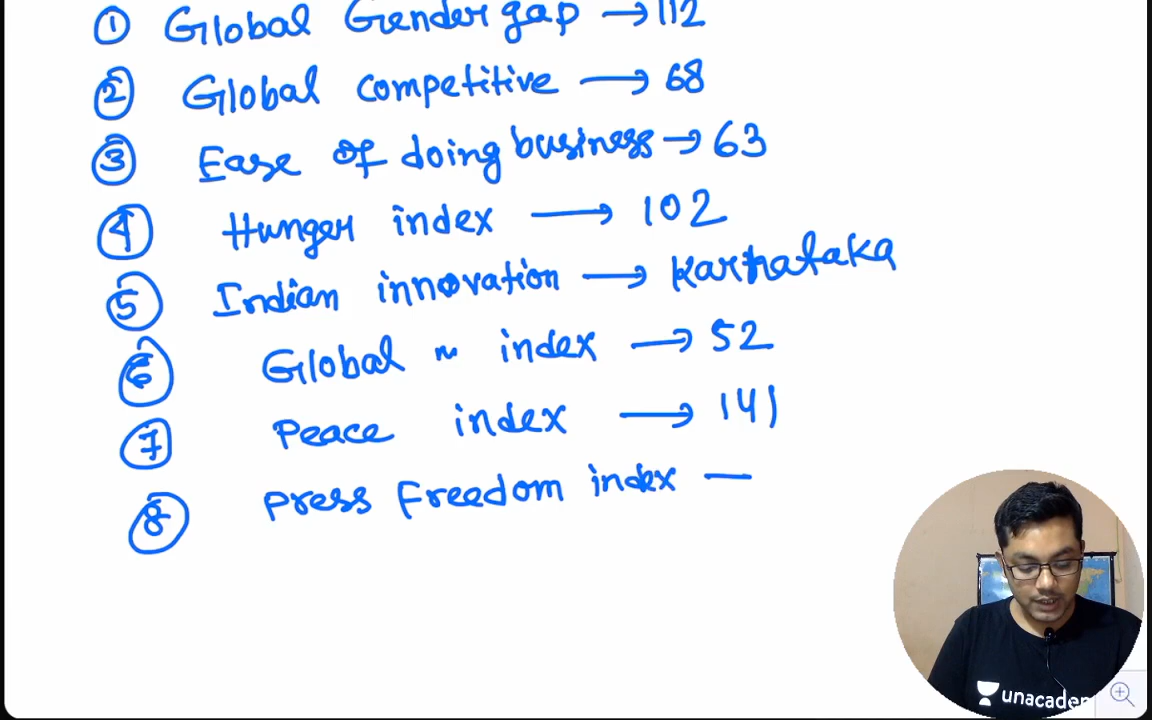 ① Global Gender gap → 112
② Global competitive → 68
③ Ease of doing business → 63
④ Hunger index → 102
⑤ Indian innovation → Karnataka
⑥ Global " index → 52
⑦ Peace index → 141
⑧ Press Freedom index —
unacadem